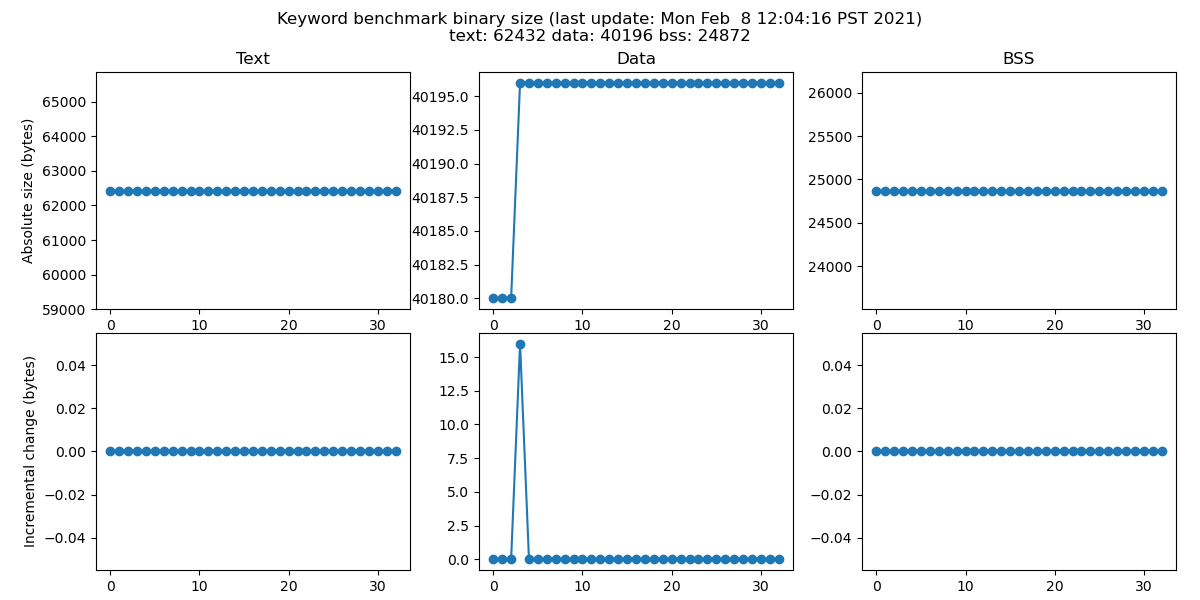 Keyword benchmark binary size (last update: Mon Feb  8 12:04:16 PST 2021)
text: 62432 data: 40196 bss: 24872
Text
Data
BSS
Absolute size (bytes)
65000
64000
63000
62000
61000
60000
59000
0 10 20 30
40195.0
40192.5
40190.0
40187.5
40185.0
40182.5
40180.0
0 10 20 30
26000
25500
25000
24500
24000
0 10 20 30
Incremental change (bytes)
0.04
0.02
0.00
−0.02
−0.04
0 10 20 30
15.0
12.5
10.0
7.5
5.0
2.5
0.0
0 10 20 30
0.04
0.02
0.00
−0.02
−0.04
0 10 20 30